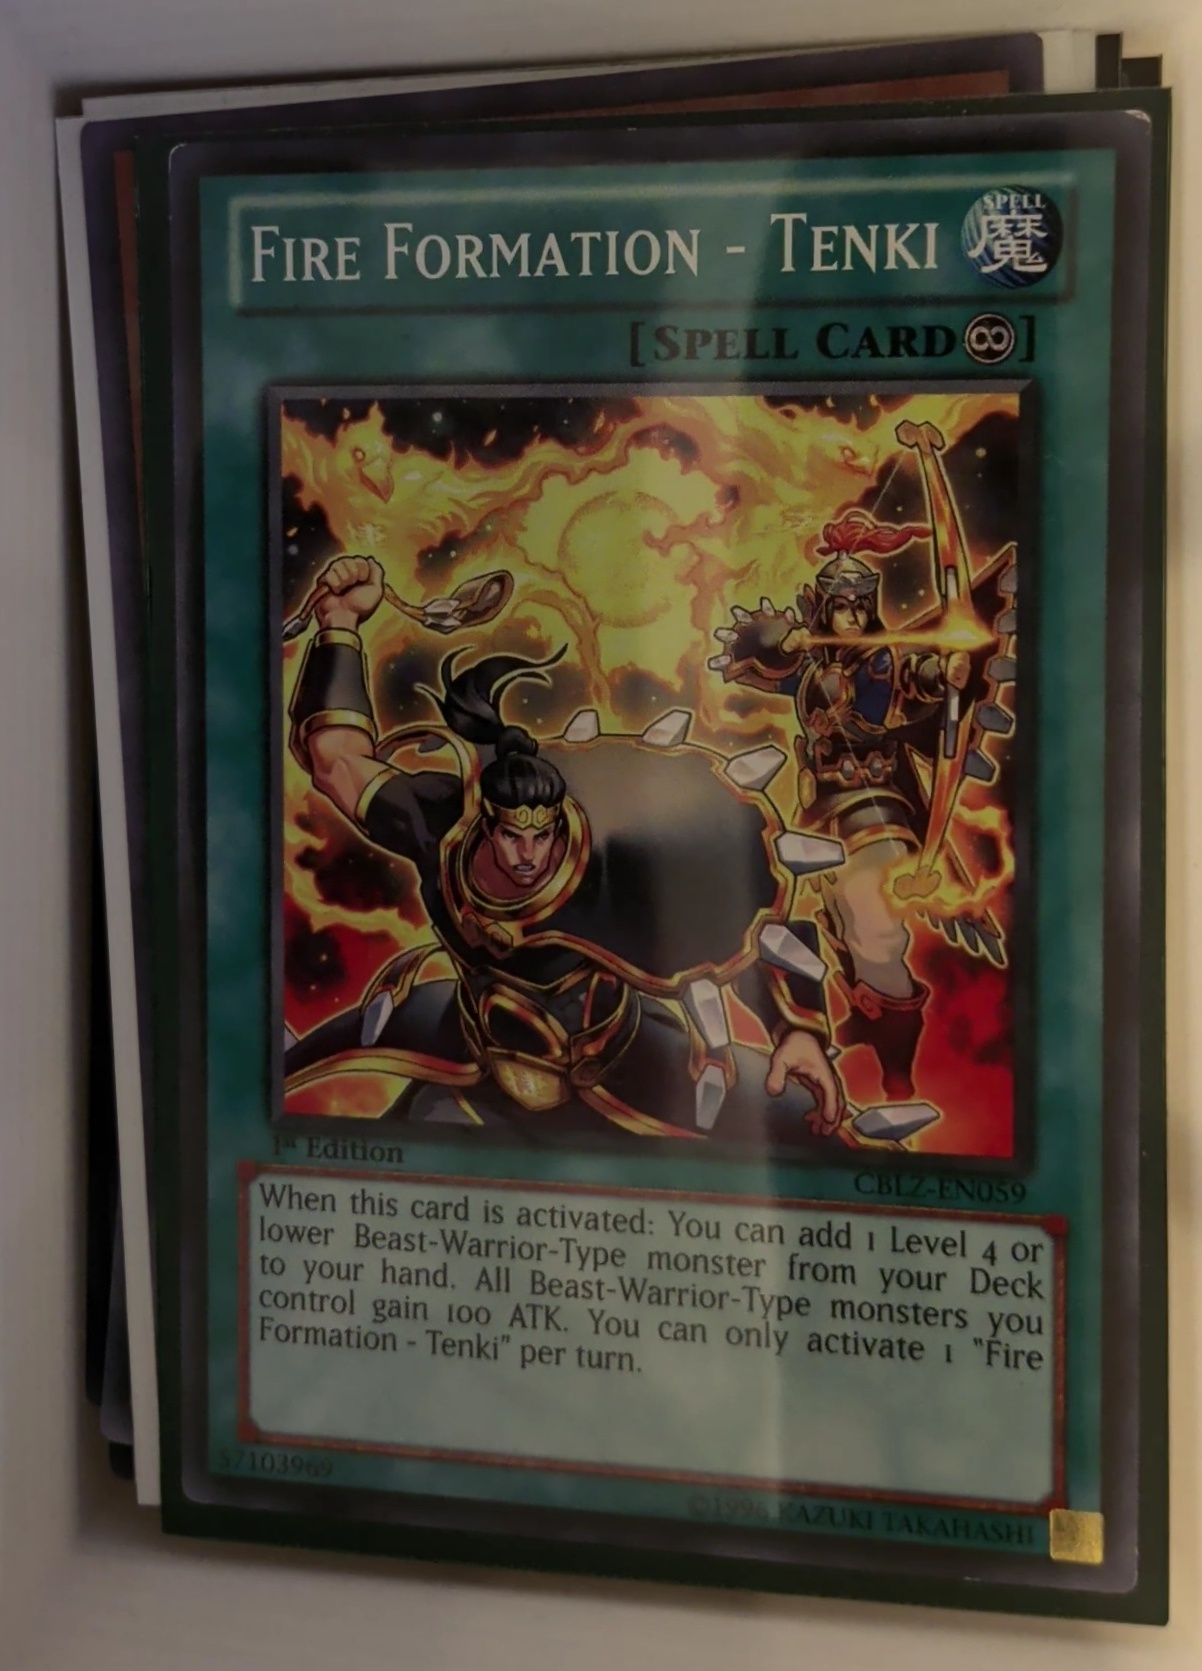 FIRE FORMATION - TENKI
SPELL
魔
[SPELL CARD∞]
1st Edition
CBLZ-EN059
When this card is activated: You can add 1 Level 4 or
lower Beast-Warrior-Type monster from your Deck
to your hand. All Beast-Warrior-Type monsters you
control gain 100 ATK. You can only activate 1 "Fire
Formation - Tenki" per turn.
57103969
©1996 KAZUKI TAKAHASHI